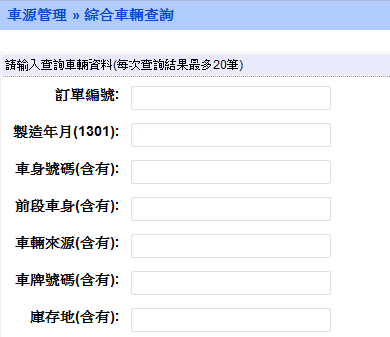 車源管理 » 綜合車輛查詢
請輸入查詢車輛資料(每次查詢結果最多20筆)
訂單編號:
製造年月(1301):
車身號碼(含有):
前段車身(含有):
車輛來源(含有):
車牌號碼(含有):
庫存地(含有):